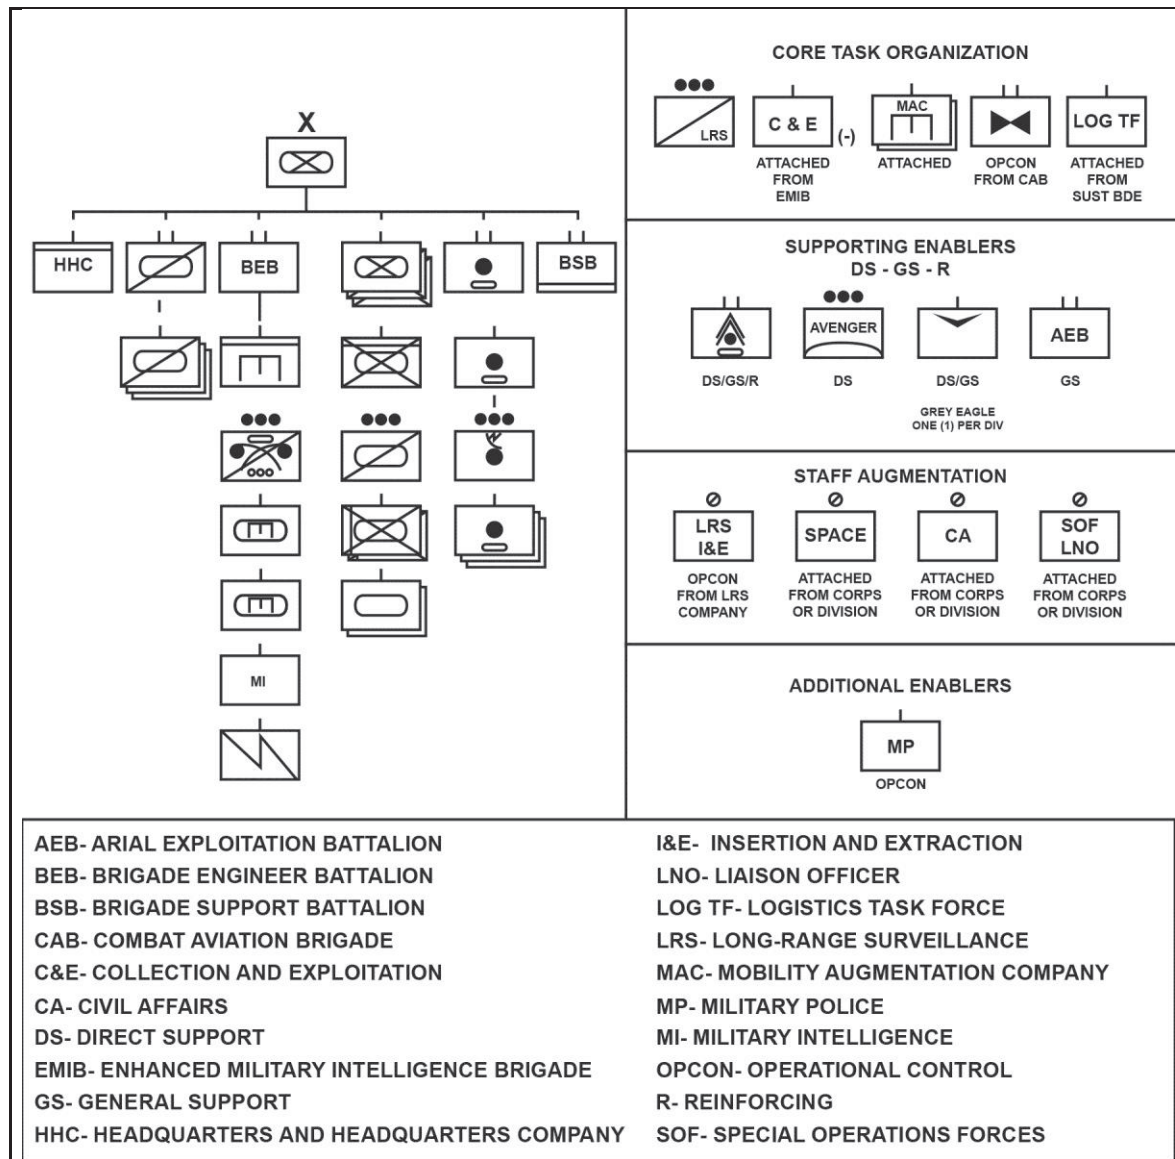 X
HHC
BEB
BSB
MI
CORE TASK ORGANIZATION
LRS
C & E
(-)
MAC
LOG TF
ATTACHED
FROM
EMIB
ATTACHED
OPCON
FROM CAB
ATTACHED
FROM
SUST BDE
SUPPORTING ENABLERS
DS - GS - R
AVENGER
AEB
DS/GS/R
DS
DS/GS
GS
GREY EAGLE
ONE (1) PER DIV
STAFF AUGMENTATION
LRS
I&E
SPACE
CA
SOF
LNO
OPCON
FROM LRS
COMPANY
ATTACHED
FROM CORPS
OR DIVISION
ATTACHED
FROM CORPS
OR DIVISION
ATTACHED
FROM CORPS
OR DIVISION
ADDITIONAL ENABLERS
MP
OPCON
AEB- ARIAL EXPLOITATION BATTALION
BEB- BRIGADE ENGINEER BATTALION
BSB- BRIGADE SUPPORT BATTALION
CAB- COMBAT AVIATION BRIGADE
C&E- COLLECTION AND EXPLOITATION
CA- CIVIL AFFAIRS
DS- DIRECT SUPPORT
EMIB- ENHANCED MILITARY INTELLIGENCE BRIGADE
GS- GENERAL SUPPORT
HHC- HEADQUARTERS AND HEADQUARTERS COMPANY
I&E- INSERTION AND EXTRACTION
LNO- LIAISON OFFICER
LOG TF- LOGISTICS TASK FORCE
LRS- LONG-RANGE SURVEILLANCE
MAC- MOBILITY AUGMENTATION COMPANY
MP- MILITARY POLICE
MI- MILITARY INTELLIGENCE
OPCON- OPERATIONAL CONTROL
R- REINFORCING
SOF- SPECIAL OPERATIONS FORCES